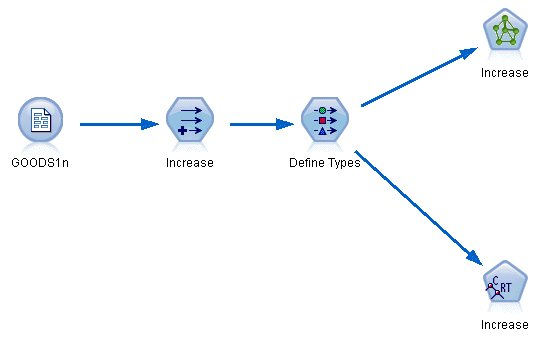 Increase
GOODS1n
Increase
Define Types
C
RT
Increase